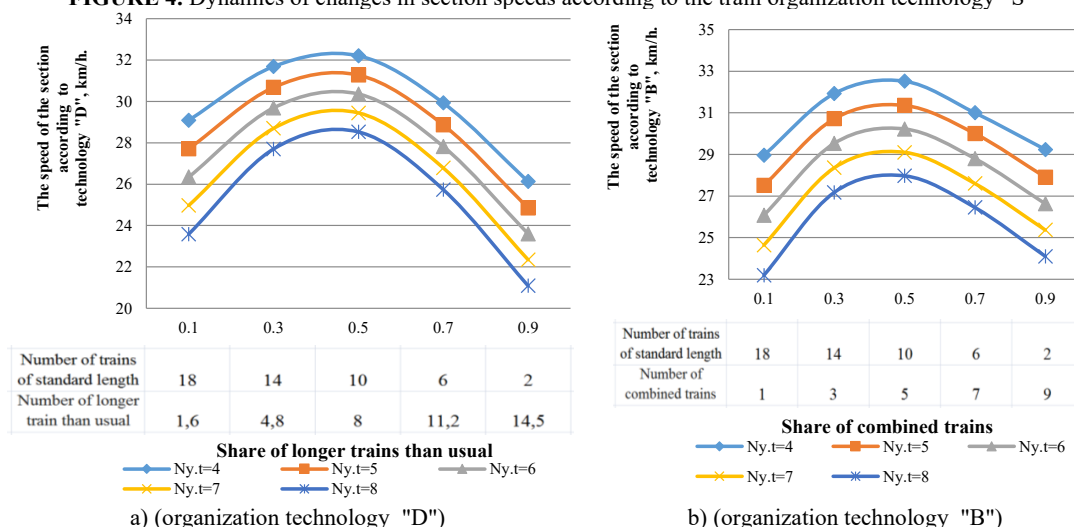 FIGURE 4. Dynamics of changes in section speeds according to the train organization technology "S"
The speed of the section
according to
technology "D", km/h.
34
32
30
28
26
24
22
20
0.1 0.3 0.5 0.7 0.9
Number of trains
of standard length 18 14 10 6 2
Number of longer
train than usual 1,6 4,8 8 11,2 14,5
Share of longer trains than usual
Ny.t=4 Ny.t=5 Ny.t=6
Ny.t=7 Ny.t=8
a) (organization technology "D")
The speed of the section
according to
technology "B", km/h.
35
33
31
29
27
25
23
0.1 0.3 0.5 0.7 0.9
Number of trains
of standard length 18 14 10 6 2
Number of
combined trains 1 3 5 7 9
Share of combined trains
Ny.t=4 Ny.t=5 Ny.t=6
Ny.t=7 Ny.t=8
b) (organization technology "B")